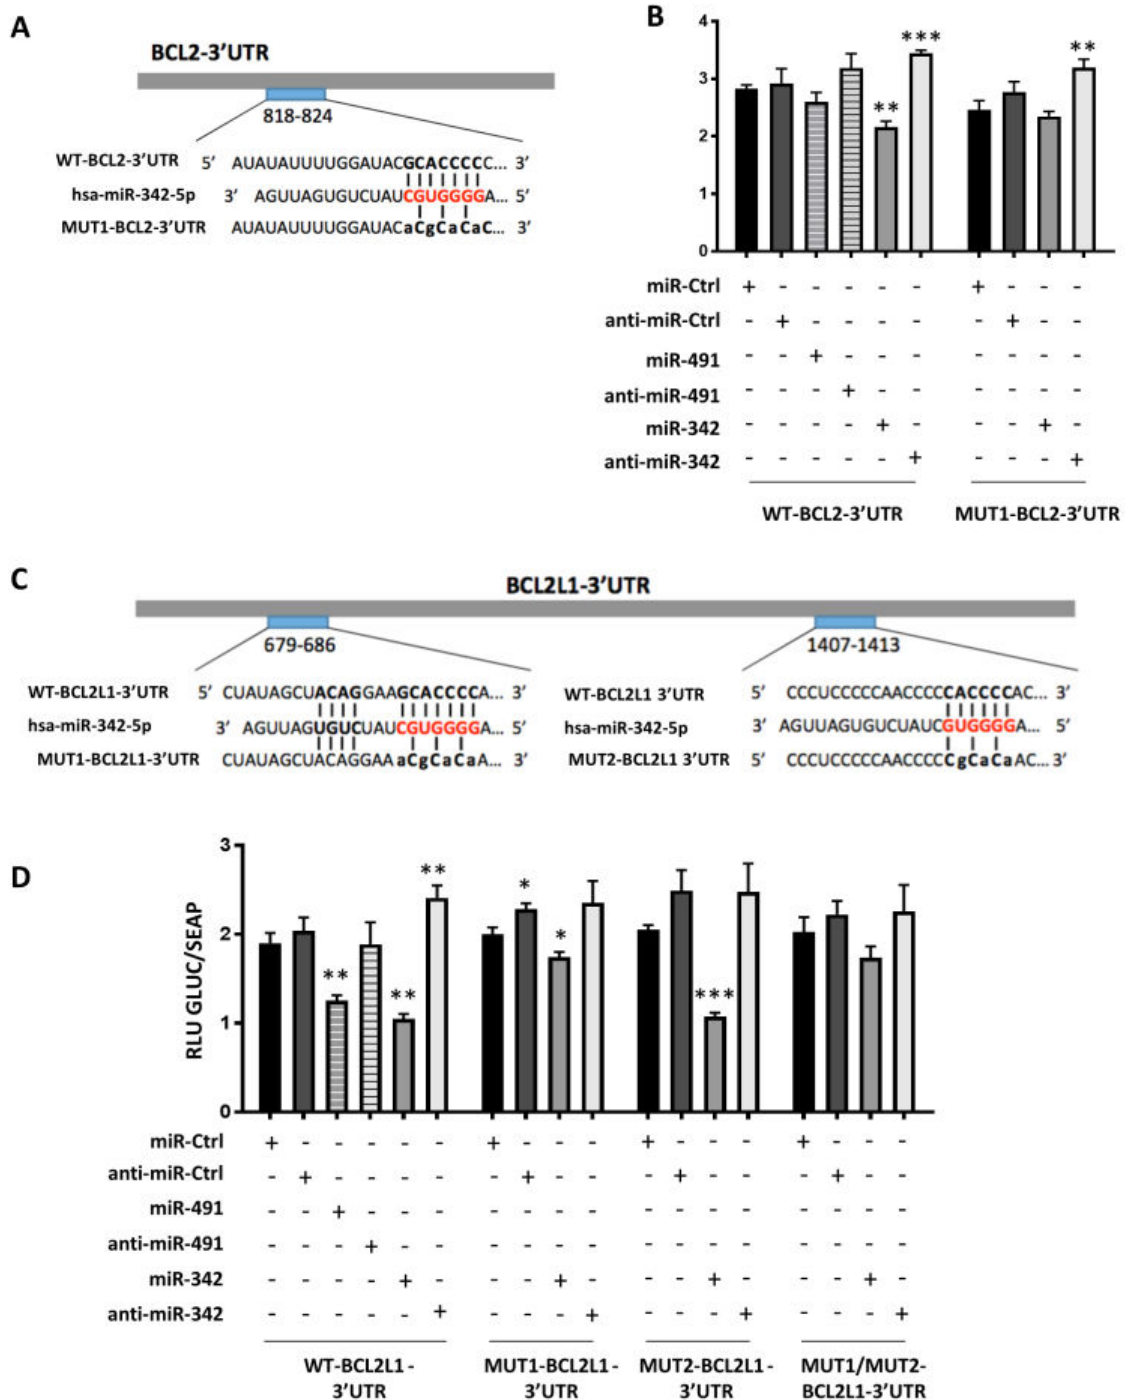 A
BCL2-3'UTR
818-824
WT-BCL2-3'UTR 5' AUAUAUUUUGGAUACGCACCCCC... 3'
hsa-miR-342-5p 3' AGUUAGUGUCUAUCGUGGGGA... 5'
MUT1-BCL2-3'UTR AUAUAUUUUGGAUACaCgCaCaC... 3'
B
4
3
2
1
0
** *** **
miR-Ctrl + - - - - - + - - -
anti-miR-Ctrl - + - - - - - + - -
miR-491 - - + - - - - - - -
anti-miR-491 - - - + - - - - - -
miR-342 - - - - + - - - + -
anti-miR-342 - - - - - + - - - +
WT-BCL2-3'UTR MUT1-BCL2-3'UTR
C
BCL2L1-3'UTR
679-686 1407-1413
WT-BCL2L1-3'UTR 5' CUAUAGCUACAGGAAGCACCCCA... 3'
hsa-miR-342-5p 3' AGUUAGUGUCUAUCGUGGGGA... 5'
MUT1-BCL2L1-3'UTR CUAUAGCUACAGGAAaCgCaCaA... 3'
WT-BCL2L1 3'UTR 5' CCCUCCCCCAACCCCCACCCCAC... 3'
hsa-miR-342-5p 3' AGUUAGUGUCUAUCGUGGGGA... 5'
MUT2-BCL2L1 3'UTR 5' CCCUCCCCCAACCCCCgCaCaAC... 3'
D
RLU GLUC/SEAP
3
2
1
0
** ** ** * * ***
miR-Ctrl + - - - - - + - - - + - - - + - - -
anti-miR-Ctrl - + - - - - - + - - - + - - - + - -
miR-491 - - + - - - - - - - - - - - - - - -
anti-miR-491 - - - + - - - - - - - - - - - - - -
miR-342 - - - - + - - - + - - - + - - - + -
anti-miR-342 - - - - - + - - - + - - - + - - - +
WT-BCL2L1 -
3'UTR
MUT1-BCL2L1 -
3'UTR
MUT2-BCL2L1 -
3'UTR
MUT1/MUT2-
BCL2L1-3'UTR